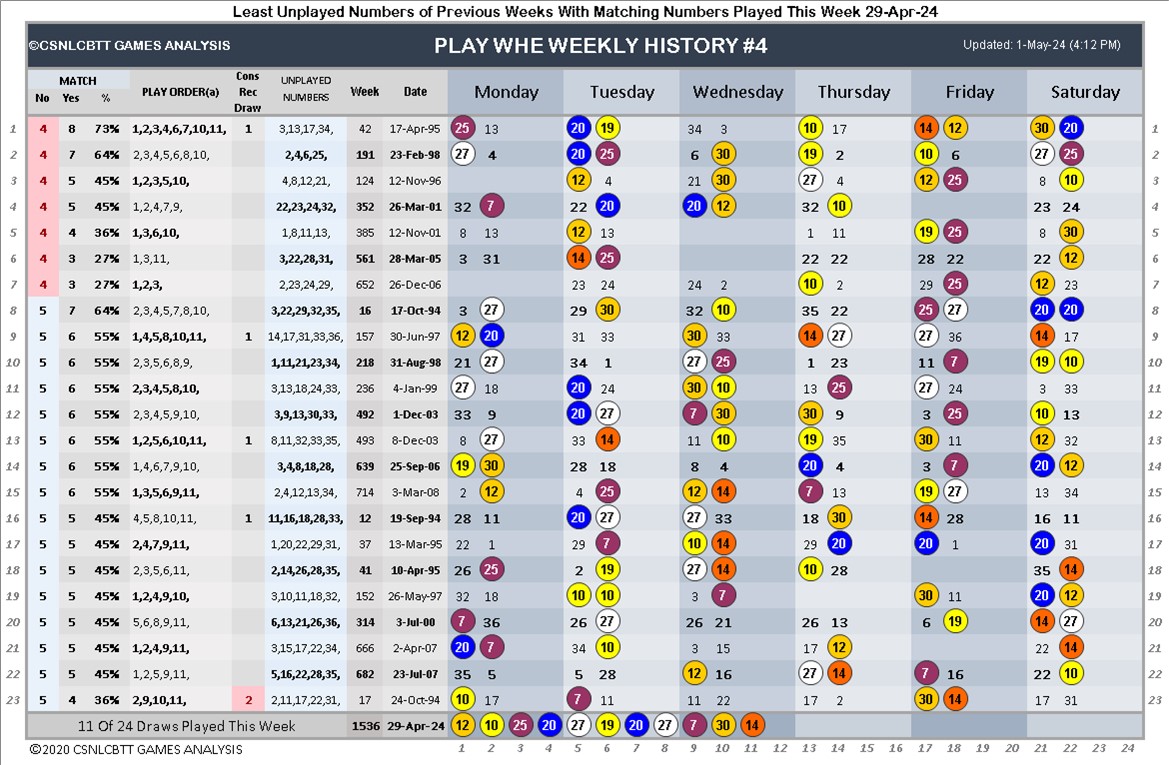 Least Unplayed Numbers of Previous Weeks With Matching Numbers Played This Week 29-Apr-24
©CSNLCBTT GAMES ANALYSIS PLAY WHE WEEKLY HISTORY #4 Updated: 1-May-24 (4:12 PM)
MATCH No Yes % PLAY ORDER(a) Cons Rec Draw UNPLAYED NUMBERS Week Date Monday Tuesday Wednesday Thursday Friday Saturday
1 4 8 73% 1,2,3,4,6,7,10,11, 1 3,13,17,34, 42 17-Apr-95 25 13 20 19 34 3 10 17 14 12 30 20 1
2 4 7 64% 2,3,4,5,6,8,10, 2,4,6,25, 191 23-Feb-98 27 4 20 25 6 30 19 2 10 6 27 25 2
3 4 5 45% 1,2,3,5,10, 4,8,12,21, 124 12-Nov-96 12 4 21 30 27 4 12 25 8 10 3
4 4 5 45% 1,2,4,7,9, 22,23,24,32, 352 26-Mar-01 32 7 22 20 20 12 32 10 23 24 4
5 4 4 36% 1,3,6,10, 1,8,11,13, 385 12-Nov-01 8 13 12 13 1 11 19 25 8 30 5
6 4 3 27% 1,3,11, 3,22,28,31, 561 28-Mar-05 3 31 14 25 22 22 28 22 22 12 6
7 4 3 27% 1,2,3, 2,23,24,29, 652 26-Dec-06 23 24 24 2 10 2 29 25 12 23 7
8 5 7 64% 2,3,4,5,7,8,10, 3,22,29,32,35, 16 17-Oct-94 3 27 29 30 32 10 35 22 25 27 20 20 8
9 5 6 55% 1,4,5,8,10,11, 1 14,17,31,33,36, 157 30-Jun-97 12 20 31 33 30 33 14 27 27 36 14 17 9
10 5 6 55% 2,3,5,6,8,9, 1,11,21,23,34, 218 31-Aug-98 21 27 34 1 27 25 1 23 11 7 19 10 10
11 5 6 55% 2,3,4,5,8,10, 3,13,18,24,33, 236 4-Jan-99 27 18 20 24 30 10 13 25 27 24 3 33 11
12 5 6 55% 2,3,4,5,9,10, 3,9,13,30,33, 492 1-Dec-03 33 9 20 27 7 30 30 9 3 25 10 13 12
13 5 6 55% 1,2,5,6,10,11, 1 8,11,32,33,35, 493 8-Dec-03 8 27 33 14 11 10 19 35 30 11 12 32 13
14 5 6 55% 1,4,6,7,9,10, 3,4,8,18,28, 639 25-Sep-06 19 30 28 18 8 4 20 4 3 7 20 12 14
15 5 6 55% 1,3,5,6,9,11, 2,4,12,13,34, 714 3-Mar-08 2 12 4 25 12 14 7 13 19 27 13 34 15
16 5 5 45% 4,5,8,10,11, 1 11,16,18,28,33, 12 19-Sep-94 28 11 20 27 27 33 18 30 14 28 16 11 16
17 5 5 45% 2,4,7,9,11, 1,20,22,29,31, 37 13-Mar-95 22 1 29 7 10 14 29 20 20 1 20 31 17
18 5 5 45% 2,3,5,6,11, 2,14,26,28,35, 41 10-Apr-95 26 25 2 19 27 14 10 28 35 14 18
19 5 5 45% 1,2,4,9,10, 3,10,11,18,32, 152 26-May-97 32 18 10 10 3 7 30 11 20 12 19
20 5 5 45% 5,6,8,9,11, 6,13,21,26,36, 314 3-Jul-00 7 36 26 27 26 21 26 13 6 19 14 27 20
21 5 5 45% 1,2,4,9,11, 3,15,17,22,34, 666 2-Apr-07 20 7 34 10 3 15 17 12 22 14 21
22 5 5 45% 1,2,5,9,11, 5,16,22,28,35, 682 23-Jul-07 35 5 5 28 12 16 27 14 7 16 22 10 22
23 5 4 36% 2,9,10,11, 2 2,11,17,22,31, 17 24-Oct-94 10 17 7 11 11 22 17 2 30 14 17 31 23
11 Of 24 Draws Played This Week 1536 29-Apr-24 12 10 25 20 27 19 20 27 7 30 14
©2020 CSNLCBTT GAMES ANALYSIS 1 2 3 4 5 6 7 8 9 10 11 12 13 14 15 16 17 18 19 20 21 22 23 24